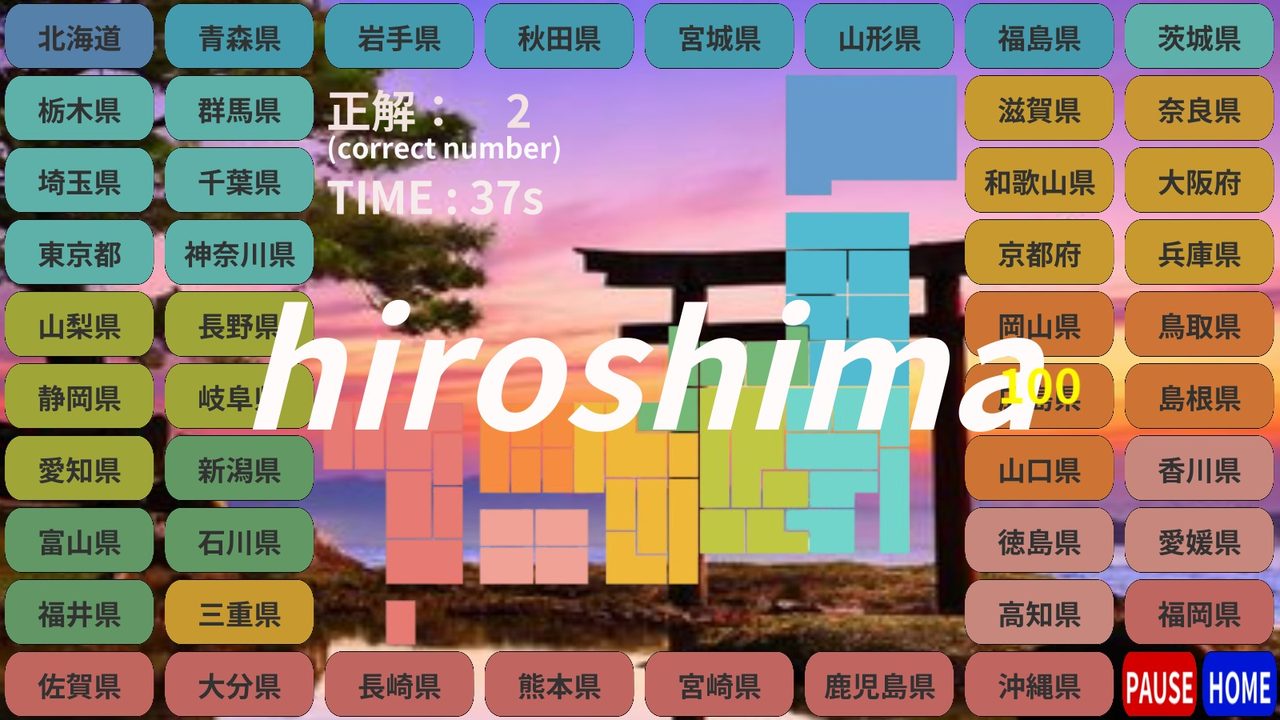 北海道 青森県 岩手県 秋田県 宮城県 山形県 福島県 茨城県
栃木県 群馬県 正解： 2 滋賀県 奈良県
(correct number)
埼玉県 千葉県 TIME : 37s 和歌山県 大阪府
東京都 神奈川県 京都府 兵庫県
山梨県 長野県 岡山県 鳥取県
hiroshima
静岡県 岐阜 100 島県 島根県
愛知県 新潟県 山口県 香川県
富山県 石川県 徳島県 愛媛県
福井県 三重県 高知県 福岡県
佐賀県 大分県 長崎県 熊本県 宮崎県 鹿児島県 沖縄県 PAUSE HOME